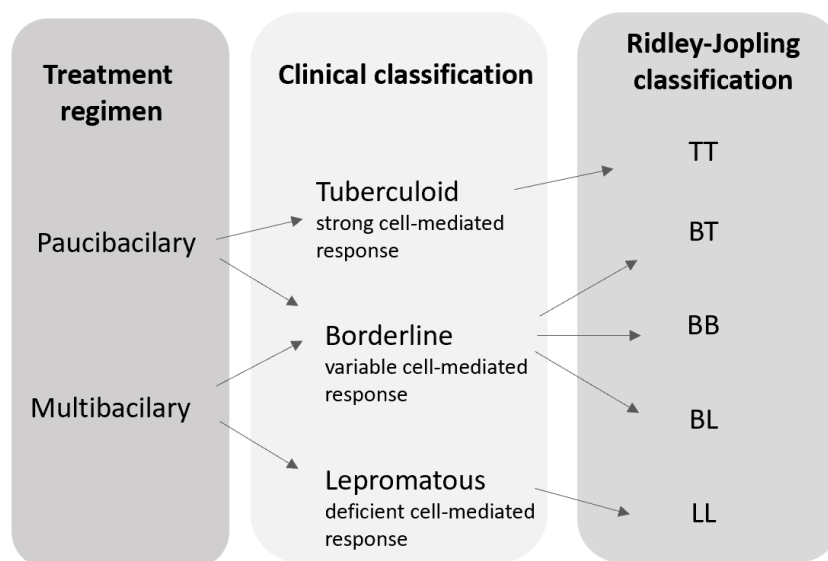 Treatment
regimen
Paucibacilary
Multibacilary
Clinical classification
Tuberculoid
strong cell-mediated
response
Borderline
variable cell-mediated
response
Lepromatous
deficient cell-mediated
response
Ridley-Jopling
classification
TT
BT
BB
BL
LL